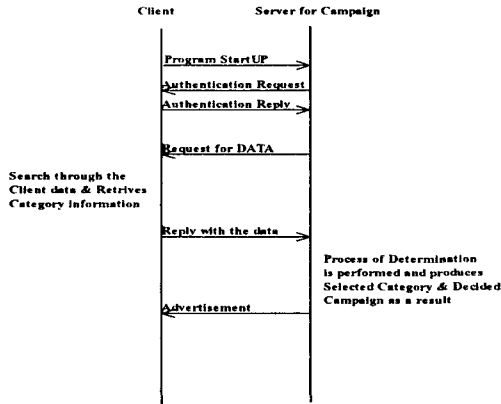 Client
Server for Campaign
Program StartUP
Authentication Request
Authentication Reply
Request for DATA
Search through the
Client data & Retrives
Category information
Reply with the data
Process of Determination
is performed and produces
Selected Category & Decided
Campaign as a result
Advertisement